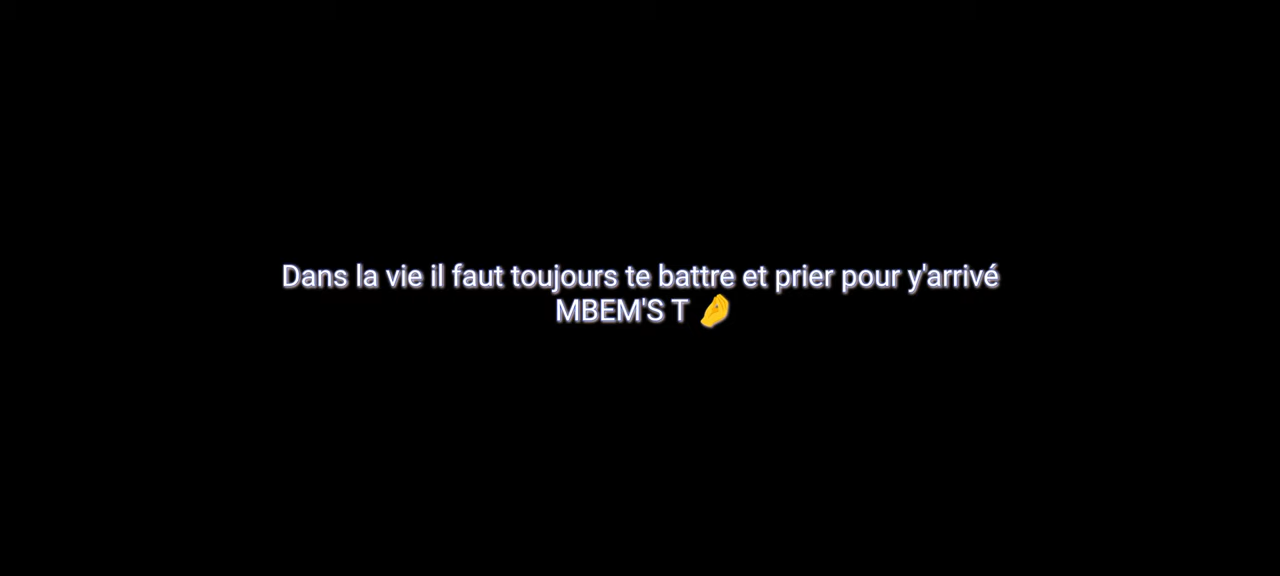 Dans la vie il faut toujours te battre et prier pour y'arrivé
MBEM'S T 🤌